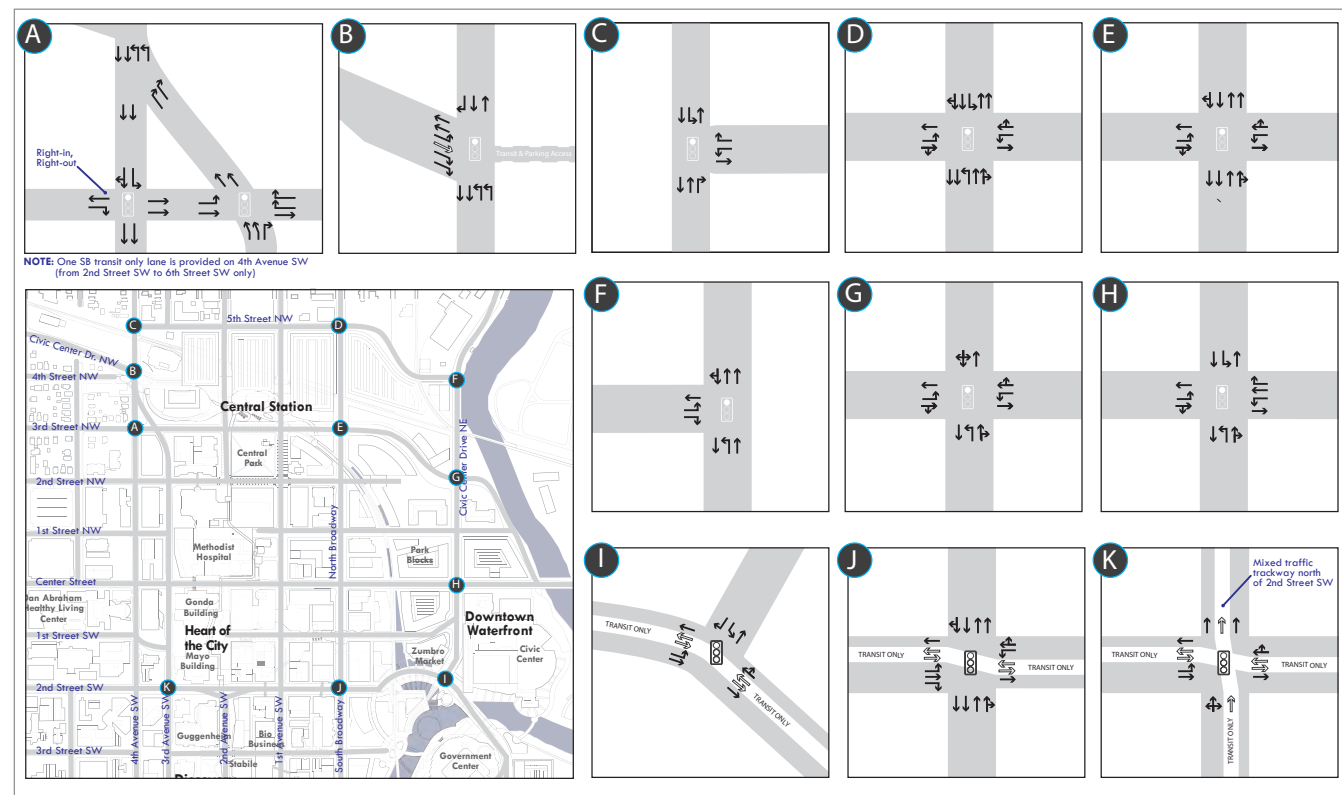 A
B
C
D
E
Right-in,
Right-out
Transit & Parking Access
NOTE: One SB transit only lane is provided on 4th Avenue SW
(from 2nd Street SW to 6th Street SW only)
F
G
H
C
5th Street NW
D
Civic Center Dr. NW
B
4th Street NW
F
Central Station
3rd Street NW
A
E
Central
Park
Civic Center Drive NE
2nd Street NW
G
North Broadway
1st Street NW
Methodist
Hospital
Park
Blocks
Center Street
H
Dan Abraham
Healthy Living
Center
Gonda
Building
Downtown
Waterfront
1st Street SW
Heart of
the City
Mayo
Building
Zumbro
Market
Civic
Center
2nd Street SW
K
J
I
4th Avenue SW
3rd Avenue SW
2nd Avenue SW
1st Avenue SW
South Broadway
Guggenheim
Bio
Business
3rd Street SW
Stabile
Government
Center
I
TRANSIT ONLY
TRANSIT ONLY
J
TRANSIT ONLY
TRANSIT ONLY
K
Mixed traffic
trackway north
of 2nd Street SW
TRANSIT ONLY
TRANSIT ONLY
TRANSIT ONLY